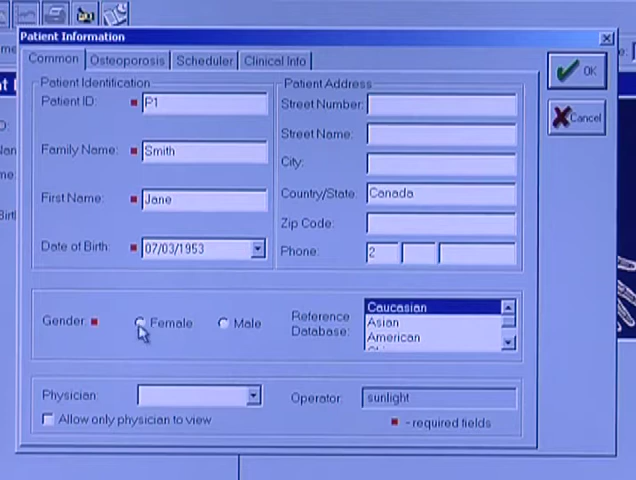 Patient Information
Common Osteoporosis Scheduler Clinical Info
Patient Identification
Patient ID: P1
Family Name: Smith
First Name: Jane
Date of Birth: 07/03/1953
Patient Address
Street Number:
Street Name:
City:
Country/State: Canada
Zip Code:
Phone: 2
OK
Cancel
Gender: Female Male
Reference Database:
Caucasian
Asian
American
Physician:
Operator: sunlight
Allow only physician to view
- required fields